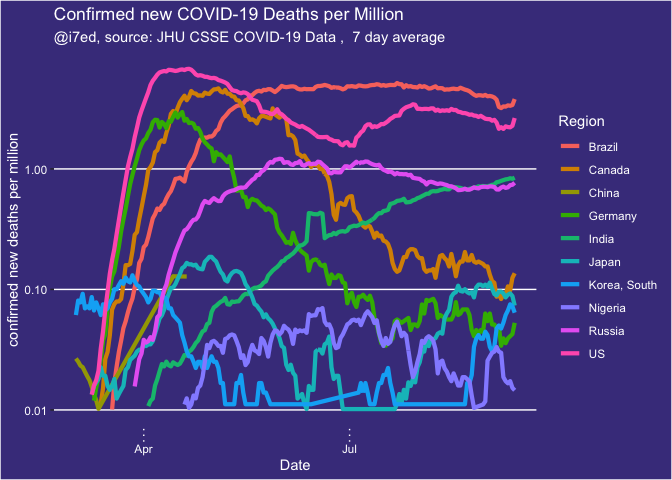 Confirmed new COVID-19 Deaths per Million
@i7ed, source: JHU CSSE COVID-19 Data , 7 day average
confirmed new deaths per million
1.00
0.10
0.01
Apr
Jul
Date
Region
Brazil
Canada
China
Germany
India
Japan
Korea, South
Nigeria
Russia
US